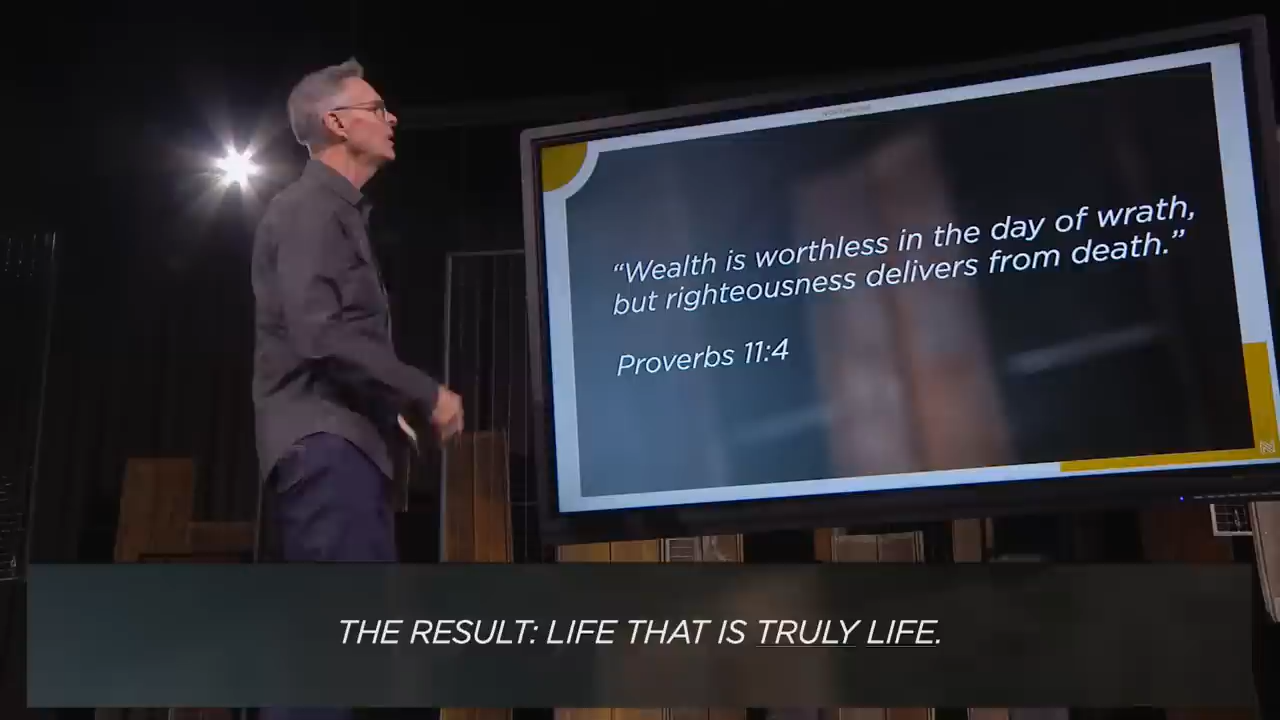 “Wealth is worthless in the day of wrath,
but righteousness delivers from death.”
Proverbs 11:4
THE RESULT: LIFE THAT IS TRULY LIFE.